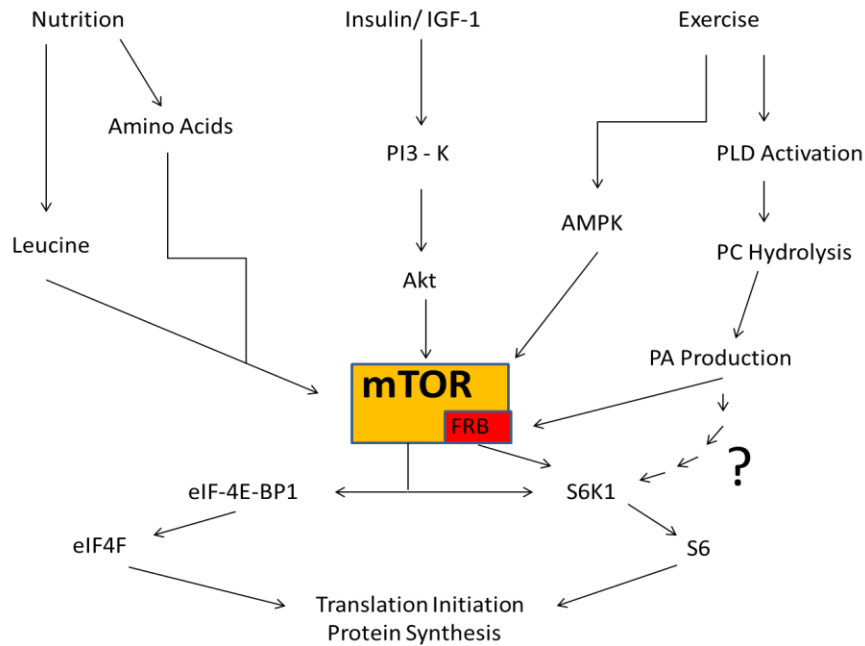 Nutrition
Insulin/ IGF-1
Exercise
Amino Acids
PI3 - K
PLD Activation
Leucine
AMPK
PC Hydrolysis
Akt
PA Production
mTOR
FRB
?
eIF-4E-BP1
S6K1
eIF4F
S6
Translation Initiation
Protein Synthesis